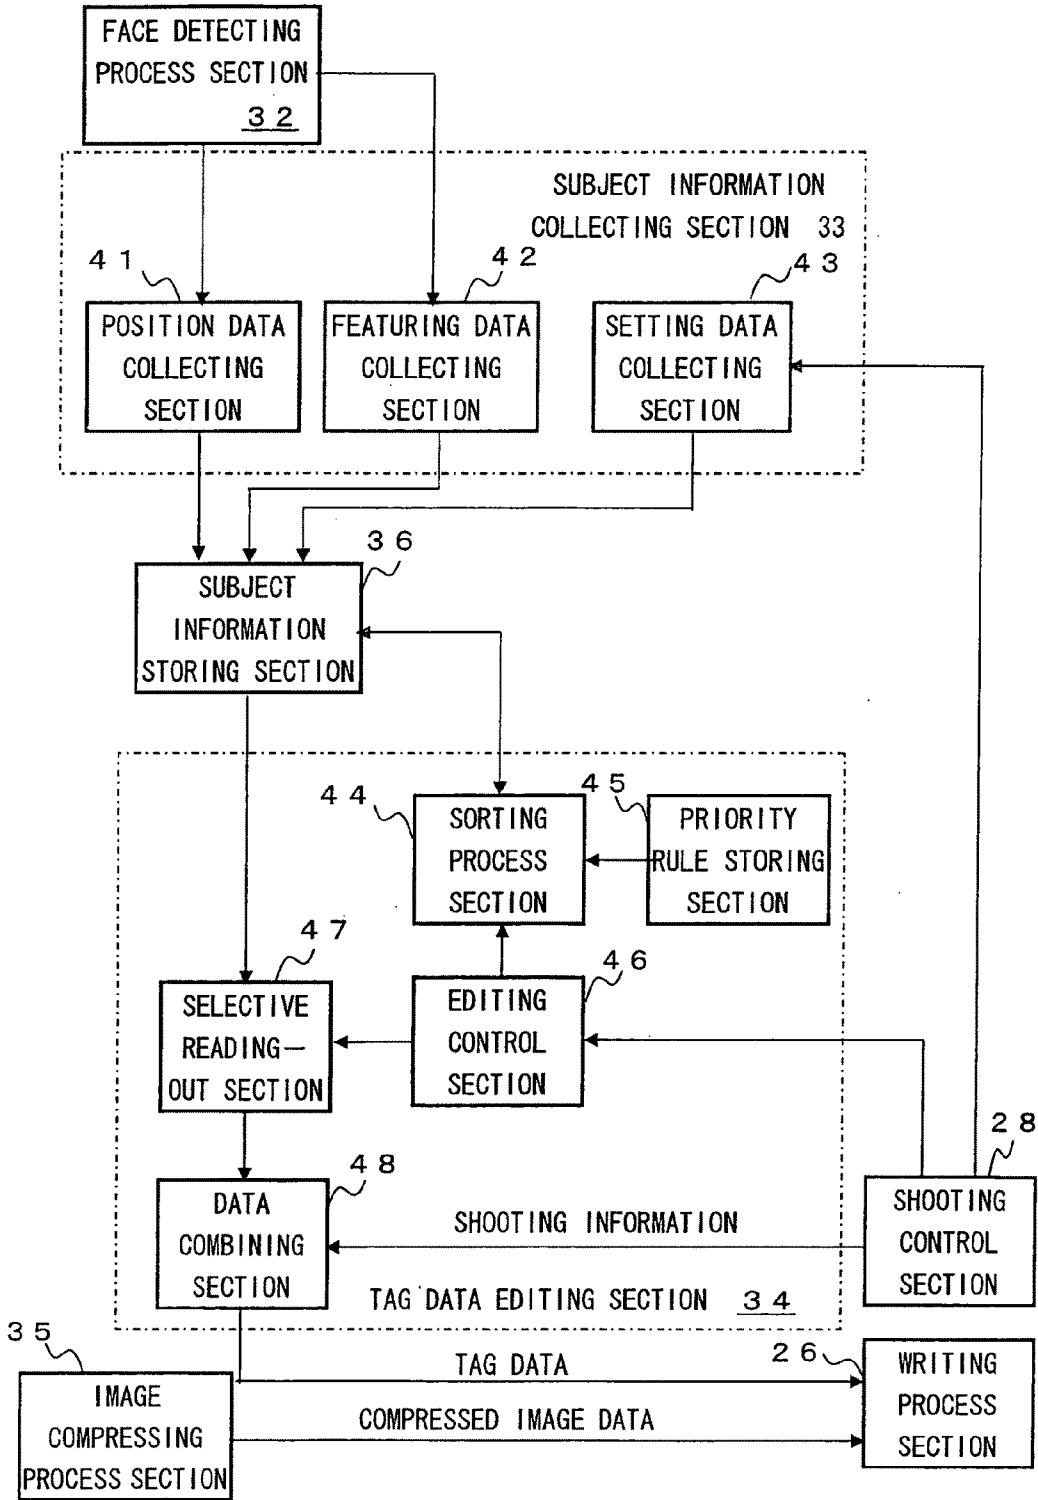 FACE DETECTING
PROCESS SECTION
32
SUBJECT INFORMATION
COLLECTING SECTION 33
41
42
43
POSITION DATA
COLLECTING
SECTION
FEATURING DATA
COLLECTING
SECTION
SETTING DATA
COLLECTING
SECTION
36
SUBJECT
INFORMATION
STORING SECTION
44
SORTING
PROCESS
SECTION
45
PRIORITY
RULE STORING
SECTION
47
SELECTIVE
READING—
OUT SECTION
46
EDITING
CONTROL
SECTION
28
SHOOTING
CONTROL
SECTION
48
DATA
COMBINING
SECTION
SHOOTING INFORMATION
TAG DATA EDITING SECTION 34
35
IMAGE
COMPRESSING
PROCESS SECTION
TAG DATA
COMPRESSED IMAGE DATA
26
WRITING
PROCESS
SECTION